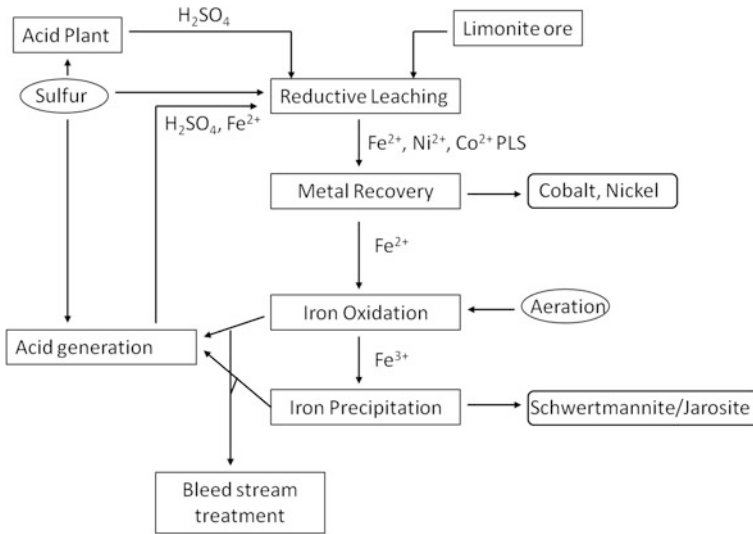 H₂SO₄
Acid Plant
Limonite ore
Sulfur
Reductive Leaching
H₂SO₄, Fe²⁺
Fe²⁺, Ni²⁺, Co²⁺ PLS
Metal Recovery
Cobalt, Nickel
Fe²⁺
Iron Oxidation
Aeration
Acid generation
Fe³⁺
Iron Precipitation
Schwertmannite/Jarosite
Bleed stream
treatment